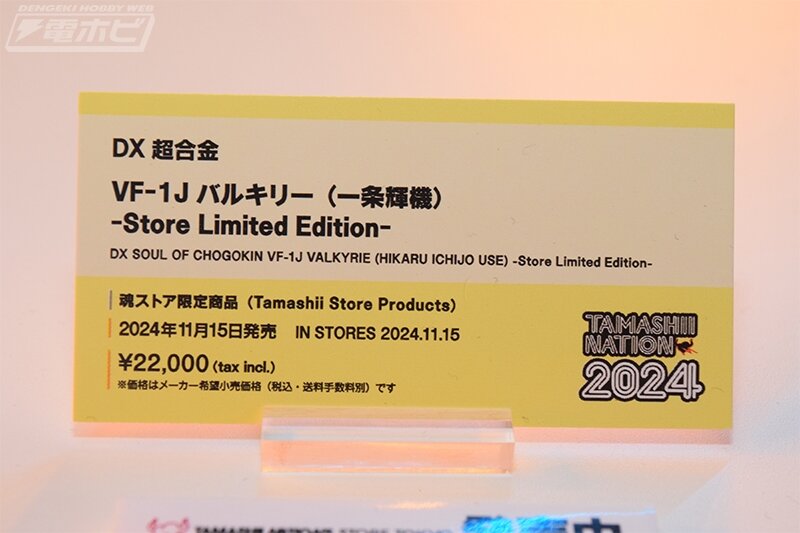 DENGEKI HOBBY WEB
電ホビ
DX 超合金
VF-1J バルキリー（一条輝機）
-Store Limited Edition-
DX SOUL OF CHOGOKIN VF-1J VALKYRIE (HIKARU ICHIJO USE) -Store Limited Edition-
魂ストア限定商品（Tamashii Store Products）
2024年11月15日発売 IN STORES 2024.11.15
¥22,000 (tax incl.)
※価格はメーカー希望小売価格（税込・送料手数料別）です
TAMASHII
NATION
2024
TAMASHII NATIONS STORE TOKYO